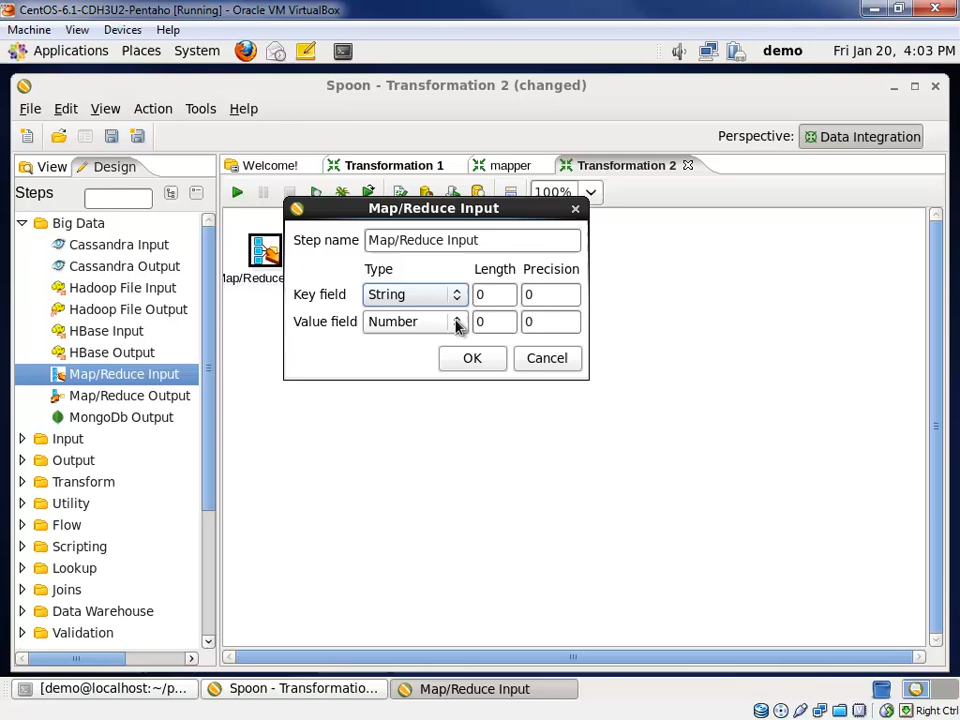 CentOS-6.1-CDH3U2-Pentaho [Running] - Oracle VM VirtualBox
Machine View Devices Help
Applications Places System demo Fri Jan 20, 4:03 PM
Spoon - Transformation 2 (changed)
File Edit View Action Tools Help
Perspective: Data Integration
View Design Welcome! Transformation 1 mapper Transformation 2
Steps 100%
Big Data
Cassandra Input
Cassandra Output
Hadoop File Input
Hadoop File Output
HBase Input
HBase Output
Map/Reduce Input
Map/Reduce Output
MongoDb Output
Input
Output
Transform
Utility
Flow
Scripting
Lookup
Joins
Data Warehouse
Validation
Map/Reduce Input
Step name Map/Reduce Input
Type Length Precision
Key field String 0 0
Value field Number 0 0
OK Cancel
[demo@localhost:~/p... Spoon - Transformatio... Map/Reduce Input
Right Ctrl